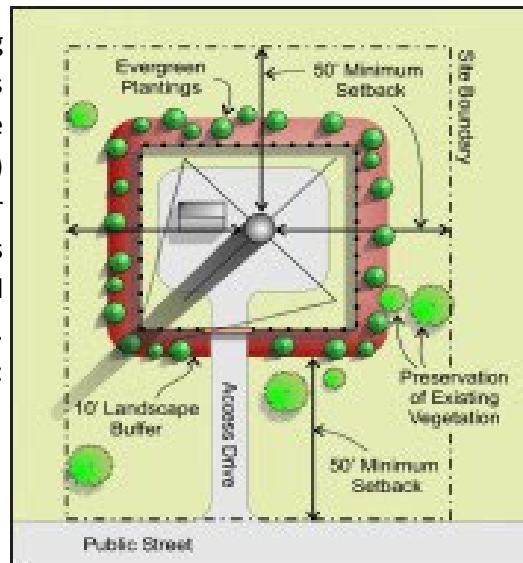 Evergreen
Plantings
50' Minimum
Setback
Site Boundary
10' Landscape
Buffer
Access Drive
Preservation
of Existing
Vegetation
50' Minimum
Setback
Public Street